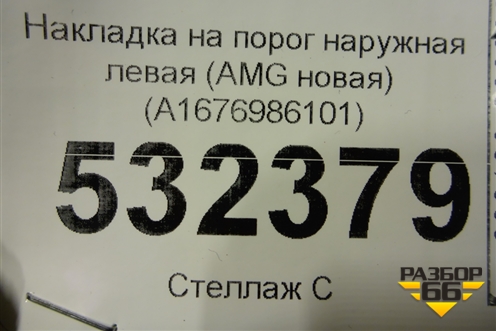 Накладка на порог наружная
левая (AMG новая)
(A1676986101)
532379
Стеллаж С
РАЗБОР
66